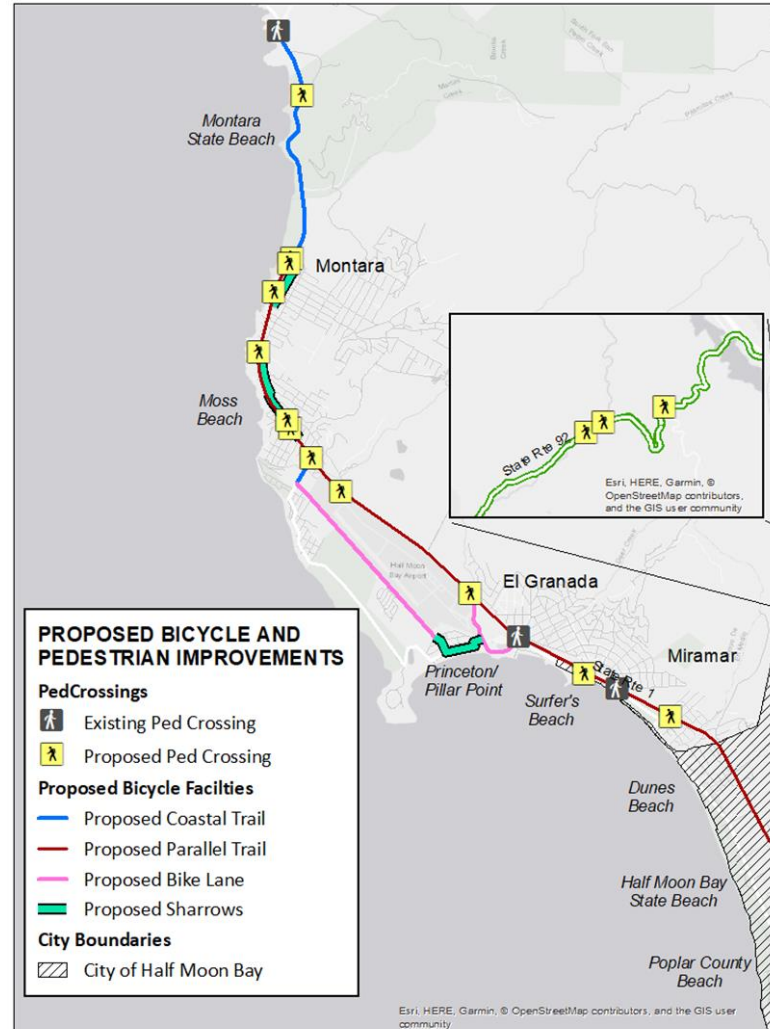 Montara
State Beach
Montara
Moss
Beach
State Rte 92
Esri, HERE, Garmin, ©
OpenStreetMap contributors,
and the GIS user community
Half Moon
Bay Airport
El Granada
Princeton/
Pillar Point
Surfer's
Beach
State Rte 1
Miramar
Dunes
Beach
Half Moon Bay
State Beach
Poplar County
Beach
PROPOSED BICYCLE AND
PEDESTRIAN IMPROVEMENTS
PedCrossings
Existing Ped Crossing
Proposed Ped Crossing
Proposed Bicycle Facilties
Proposed Coastal Trail
Proposed Parallel Trail
Proposed Bike Lane
Proposed Sharrows
City Boundaries
City of Half Moon Bay
Esri, HERE, Garmin, © OpenStreetMap contributors, and the GIS user
community